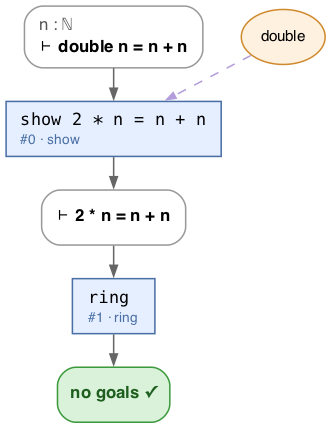 n : ℕ
⊢ double n = n + n
double
show 2 * n = n + n
#0 · show
⊢ 2 * n = n + n
ring
#1 · ring
no goals ✓